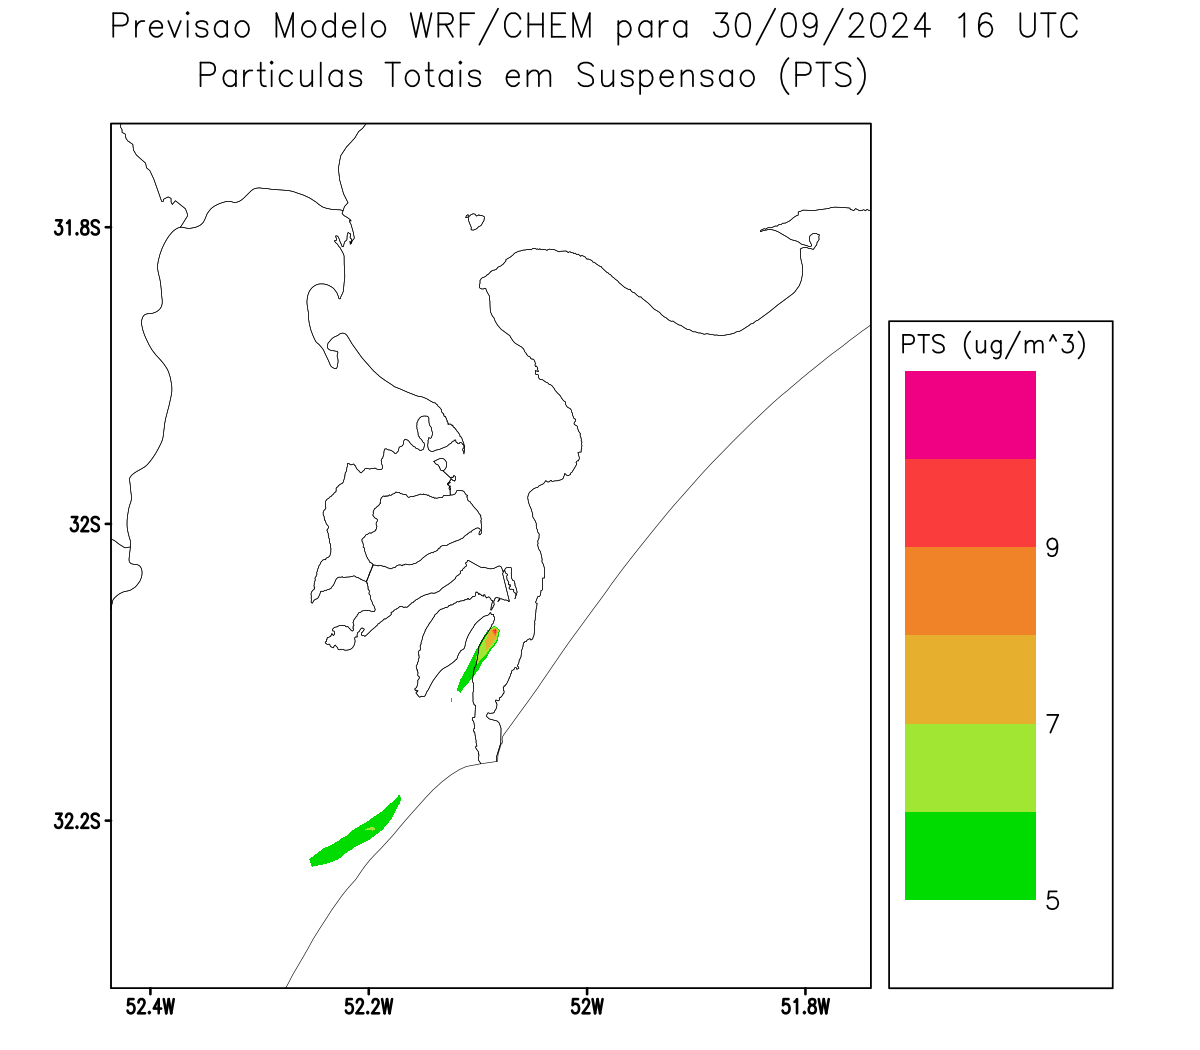 Previsao Modelo WRF/CHEM para 30/09/2024 16 UTC
Particulas Totais em Suspensao (PTS)
31.8S
32S
32.2S
52.4W
52.2W
52W
51.8W
PTS (ug/m^3)
9
7
5